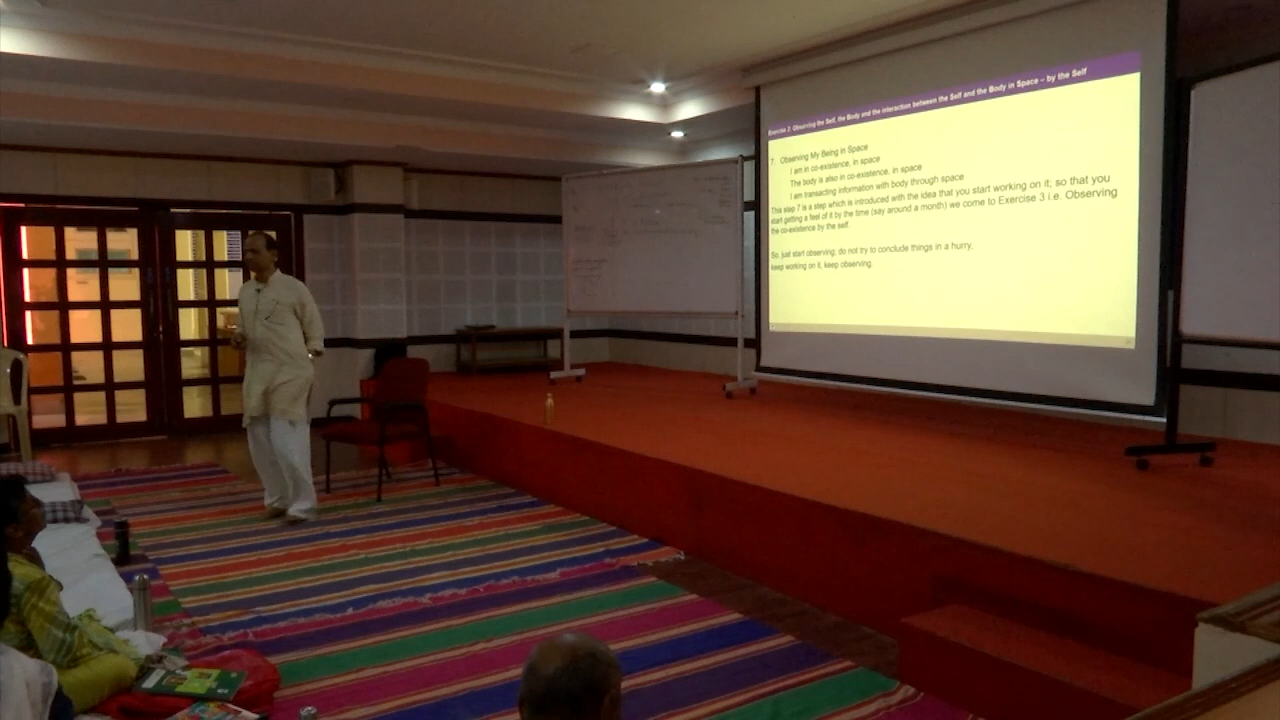 Exercise 2: Observing the Self, the Body and the interaction between the Self and the Body in Space – by the Self
7. Observing My Being in Space
I am in co-existence, in space
The body is also in co-existence, in space
I am transacting information with body through space
This step 7 is a step which is introduced with the idea that you start working on it; so that you
start getting a feel of it by the time (say around a month) we come to Exercise 3 i.e. Observing
the co-existence by the self.
So, just start observing, do not try to conclude things in a hurry,
keep working on it, keep observing.